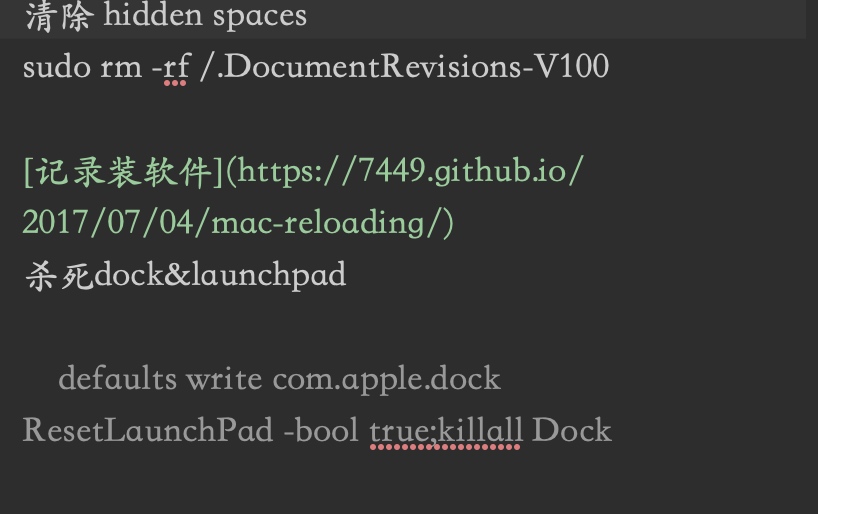 清除 hidden spaces
sudo rm -rf /.DocumentRevisions-V100
[记录装软件](https://7449.github.io/
2017/07/04/mac-reloading/)
杀死dock&launchpad
defaults write com.apple.dock
ResetLaunchPad -bool true;killall Dock